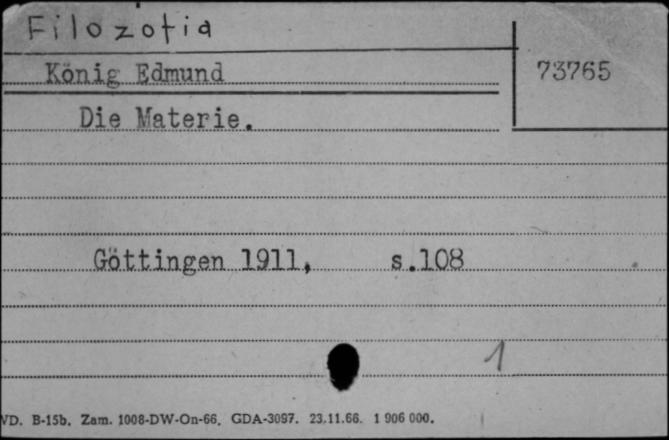 Filozofia
König Edmund
73765
Die Materie.
Göttingen 1911, s.108
1
VD. B-15b. Zam. 1008-DW-On-66. GDA-3097. 23.11.66. 1 906 000.